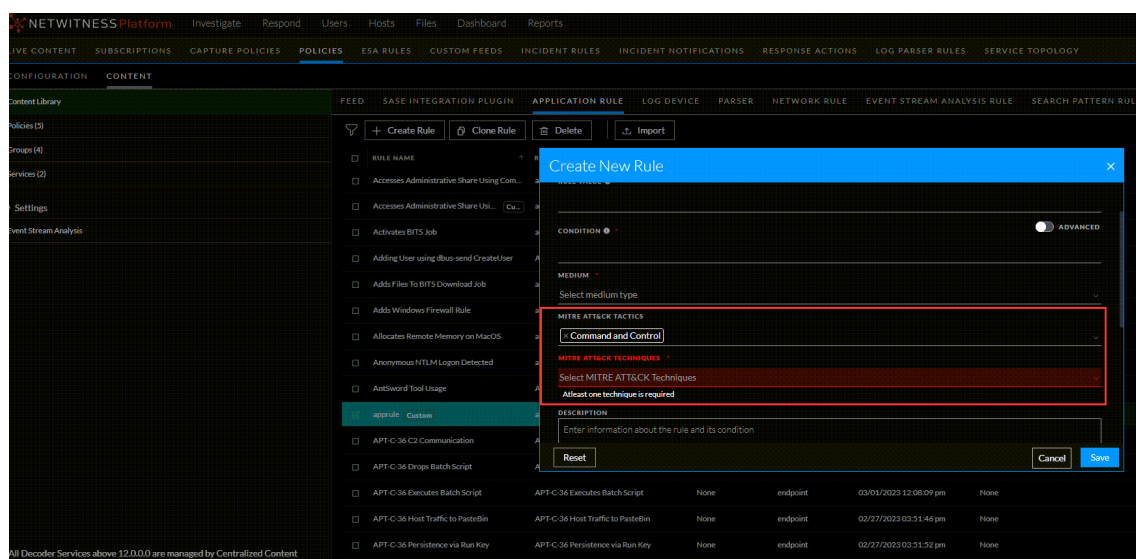 NETWITNESS Platform Investigate Respond Users Hosts Files Dashboard Reports
LIVE CONTENT SUBSCRIPTIONS CAPTURE POLICIES POLICIES ESA RULES CUSTOM FEEDS INCIDENT RULES INCIDENT NOTIFICATIONS RESPONSE ACTIONS LOG PARSER RULES SERVICE TOPOLOGY
CONFIGURATION CONTENT
Content Library
Policies (5)
Groups (4)
Services (2)
Settings
Event Stream Analysis
All Decoder Services above 12.0.0.0 are managed by Centralized Content
FEED SASE INTEGRATION PLUGIN APPLICATION RULE LOG DEVICE PARSER NETWORK RULE EVENT STREAM ANALYSIS RULE SEARCH PATTERN RUL
+ Create Rule Clone Rule Delete Import
RULE NAME ↑
Accesses Administrative Share Using Com...
Accesses Administrative Share Usi... Cu...
Activates BITS Job
Adding User using dbus-send CreateUser
Adds Files To BITS Download Job
Adds Windows Firewall Rule
Allocates Remote Memory on MacOS
Anonymous NTLM Logon Detected
AntSword Tool Usage
apprule Custom
APT-C-36 C2 Communication
APT-C-36 Drops Batch Script
APT-C-36 Executes Batch Script APT-C-36 Executes Batch Script None endpoint 03/01/2023 12:08:09 pm None
APT-C-36 Host Traffic to PasteBin APT-C-36 Host Traffic to PasteBin None endpoint 02/27/2023 03:51:46 pm None
APT-C-36 Persistence via Run Key APT-C-36 Persistence via Run Key None endpoint 02/27/2023 03:51:52 pm None
Create New Rule ×
CONDITION * ADVANCED
MEDIUM *
Select medium type
MITRE ATT&CK TACTICS
× Command and Control
MITRE ATT&CK TECHNIQUES *
Select MITRE ATT&CK Techniques
Atleast one technique is required
DESCRIPTION
Enter information about the rule and its condition
Reset Cancel Save